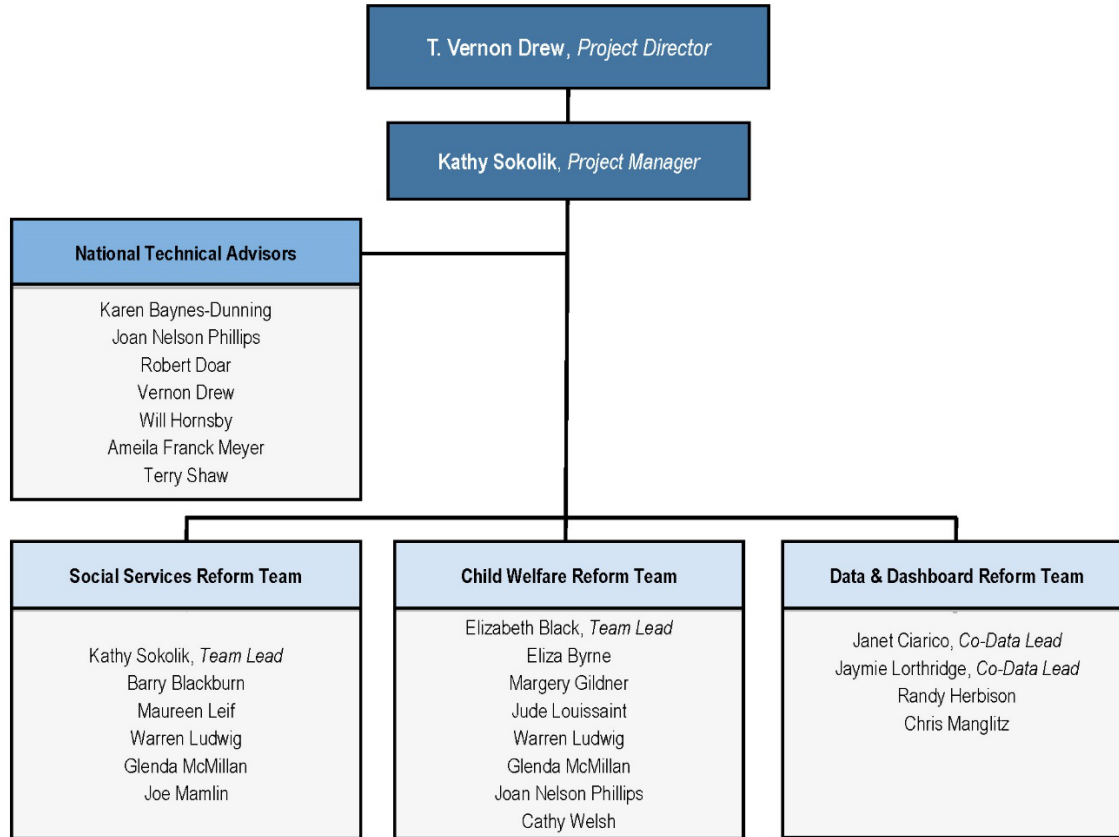 T. Vernon Drew, Project Director
Kathy Sokolik, Project Manager
National Technical Advisors
Karen Baynes-Dunning
Joan Nelson Phillips
Robert Doar
Vernon Drew
Will Hornsby
Ameila Franck Meyer
Terry Shaw
Social Services Reform Team
Kathy Sokolik, Team Lead
Barry Blackburn
Maureen Leif
Warren Ludwig
Glenda McMillan
Joe Mamlin
Child Welfare Reform Team
Elizabeth Black, Team Lead
Eliza Byrne
Margery Gildner
Jude Louissaint
Warren Ludwig
Glenda McMillan
Joan Nelson Phillips
Cathy Welsh
Data & Dashboard Reform Team
Janet Ciarico, Co-Data Lead
Jaymie Lorthridge, Co-Data Lead
Randy Herbison
Chris Manglitz